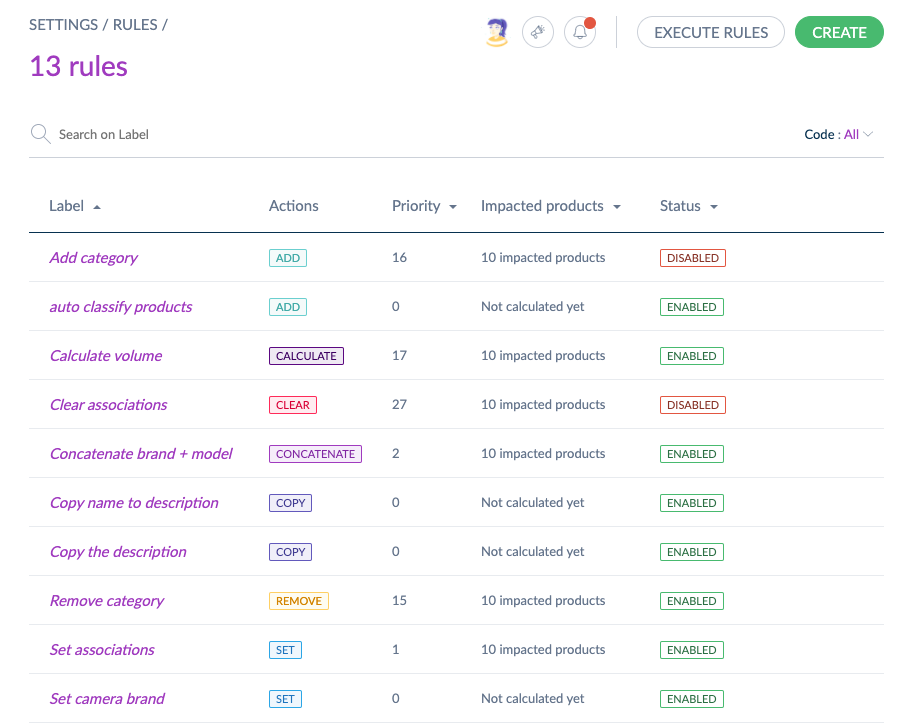 SETTINGS / RULES /
EXECUTE RULES
CREATE
13 rules
Search on Label
Code : All
Label Actions Priority Impacted products Status
Add category ADD 16 10 impacted products DISABLED
auto classify products ADD 0 Not calculated yet ENABLED
Calculate volume CALCULATE 17 10 impacted products ENABLED
Clear associations CLEAR 27 10 impacted products DISABLED
Concatenate brand + model CONCATENATE 2 10 impacted products ENABLED
Copy name to description COPY 0 Not calculated yet ENABLED
Copy the description COPY 0 Not calculated yet ENABLED
Remove category REMOVE 15 10 impacted products ENABLED
Set associations SET 1 10 impacted products ENABLED
Set camera brand SET 0 Not calculated yet ENABLED